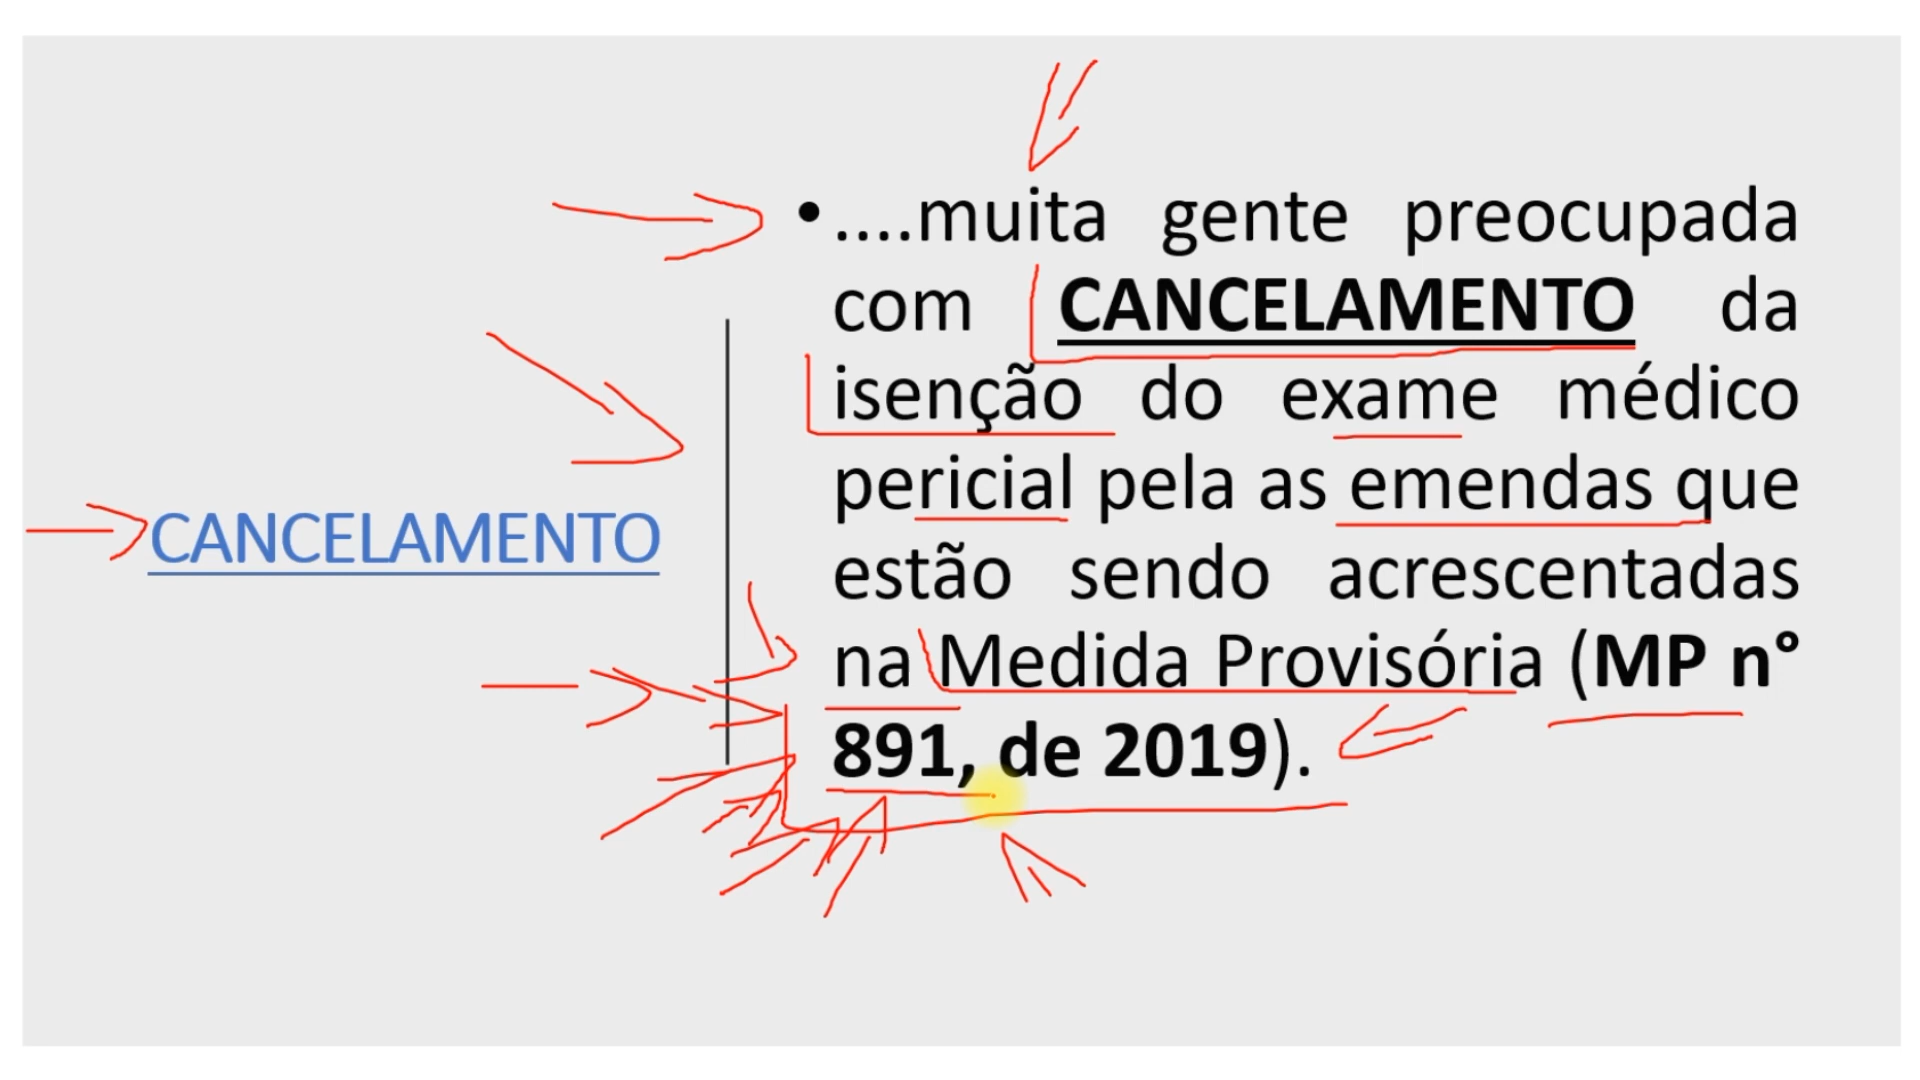 CANCELAMENTO
•....muita gente preocupada
com CANCELAMENTO da
isenção do exame médico
pericial pela as emendas que
estão sendo acrescentadas
na Medida Provisória (MP n°
891, de 2019).